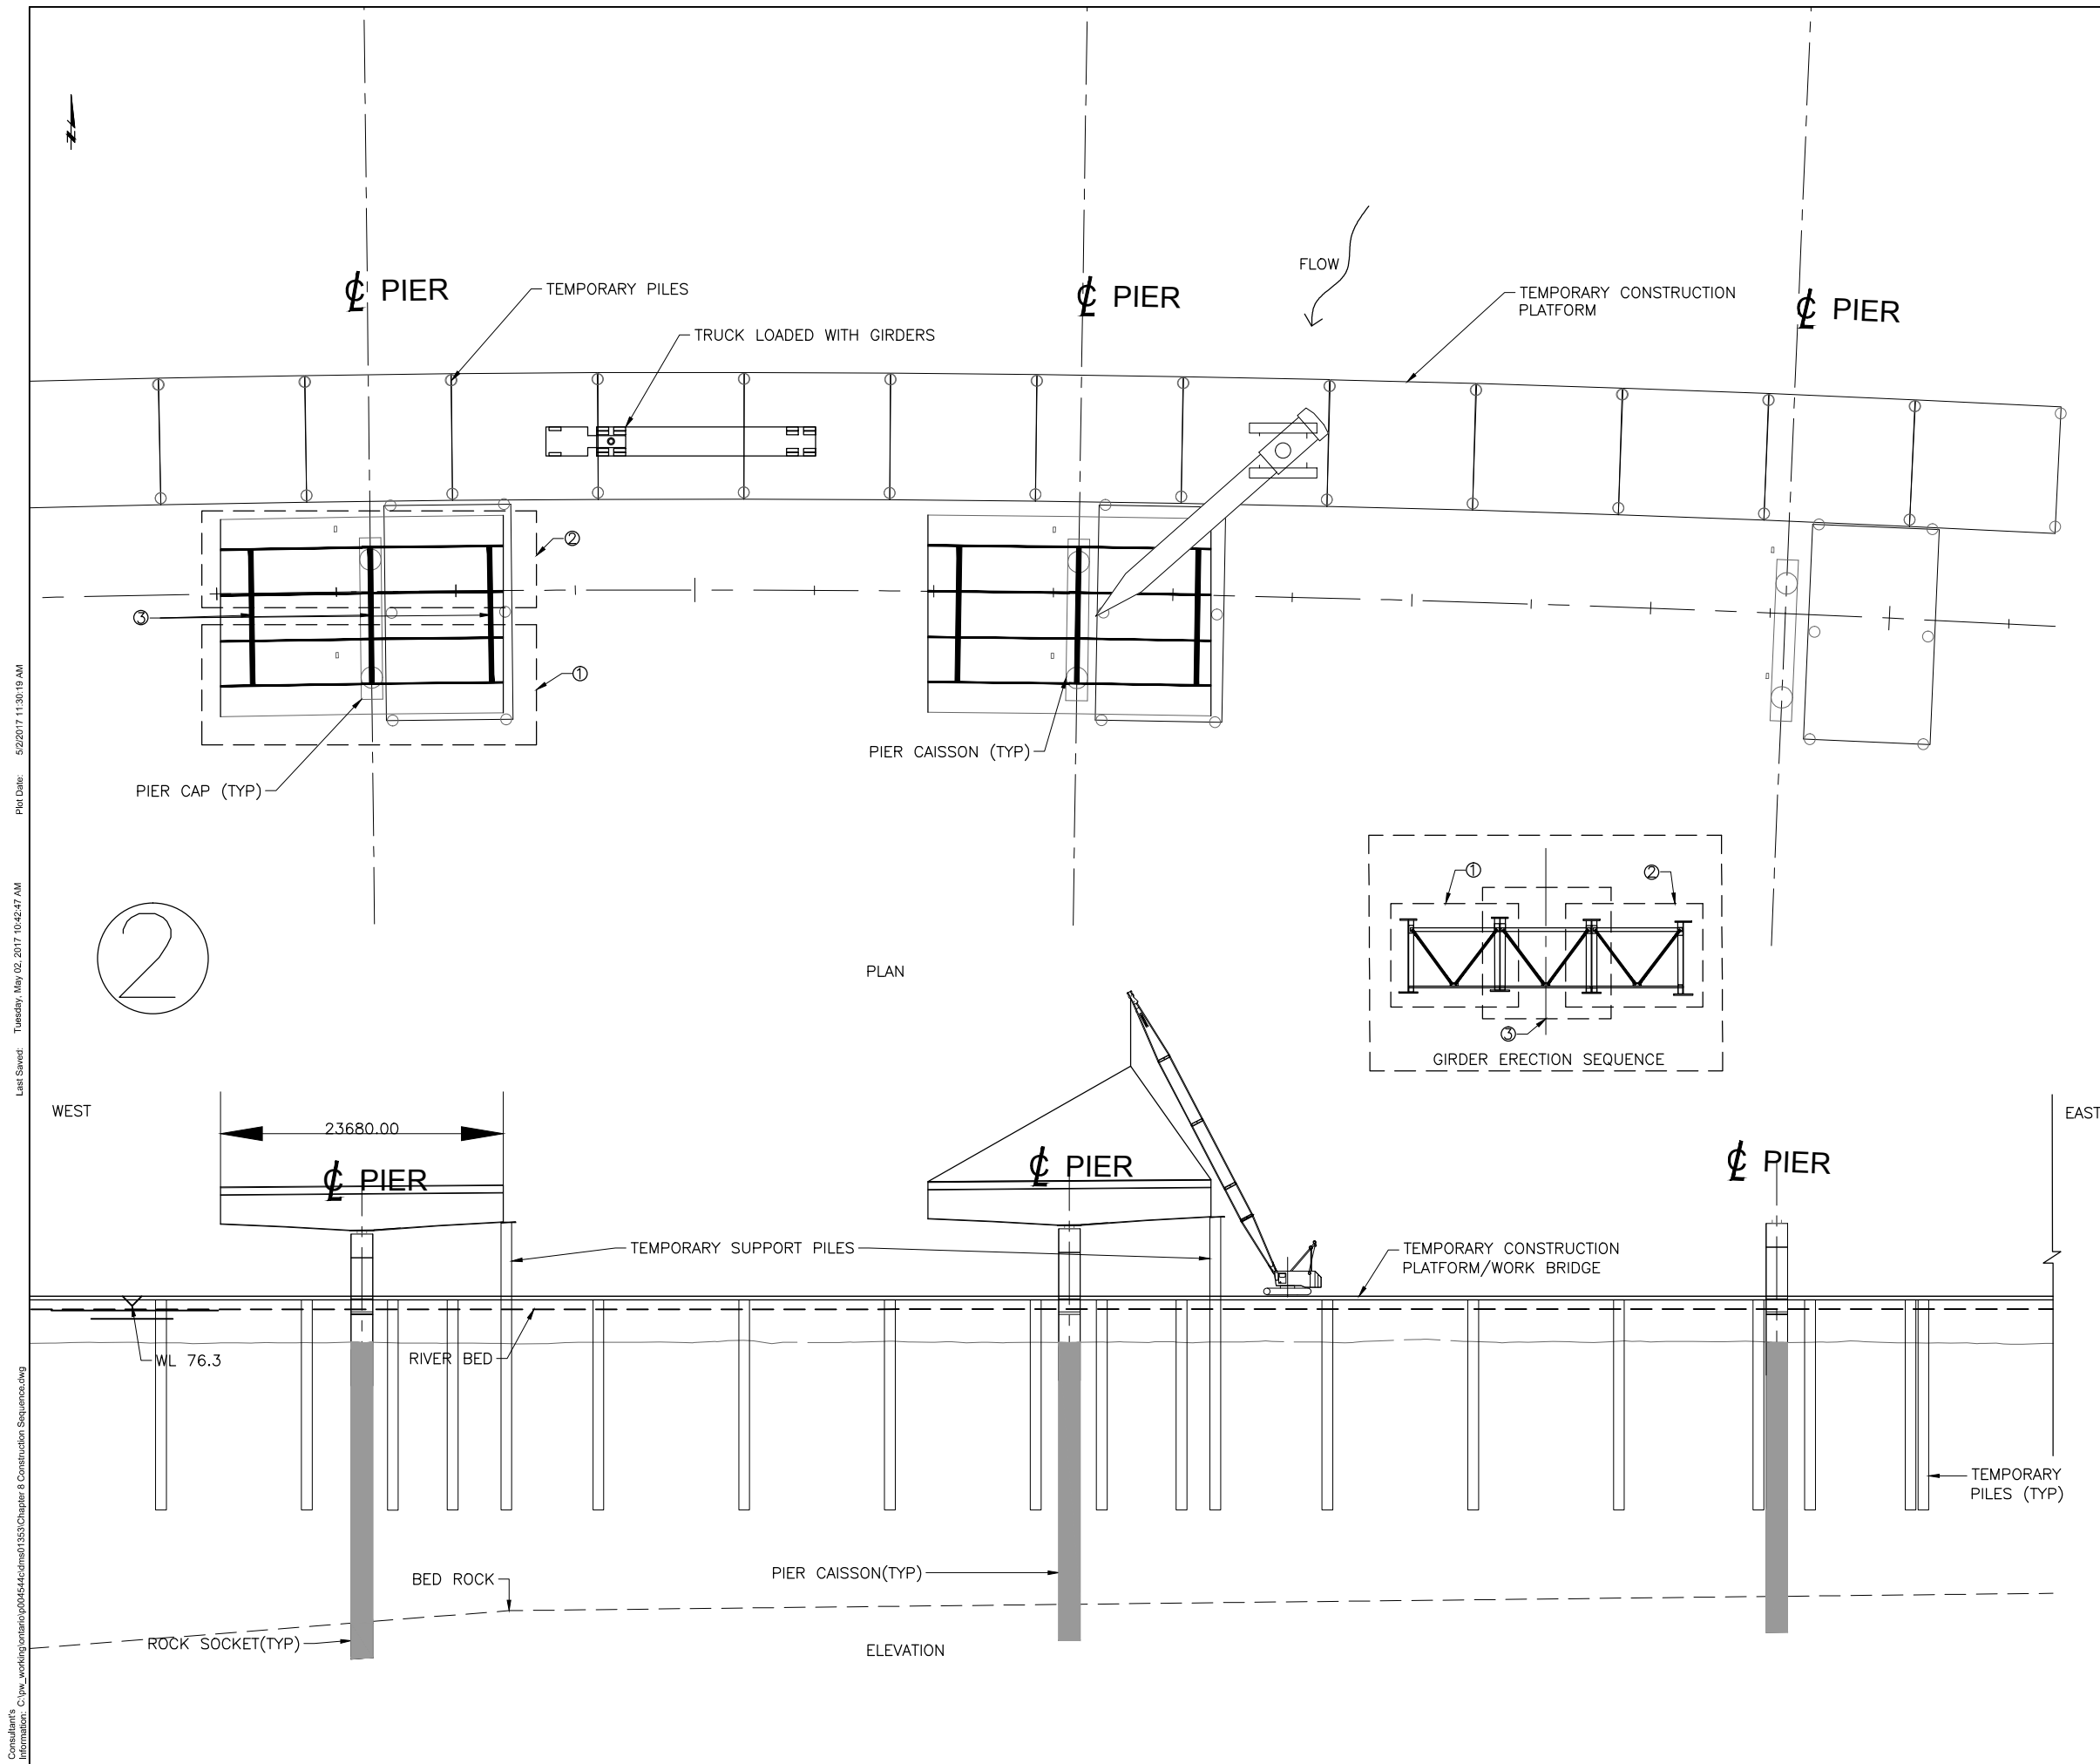 N
℄ PIER
℄ PIER
℄ PIER
FLOW
TEMPORARY PILES
TRUCK LOADED WITH GIRDERS
TEMPORARY CONSTRUCTION
PLATFORM
2
3
1
PIER CAISSON (TYP)
PIER CAP (TYP)
2
PLAN
1
2
3
GIRDER ERECTION SEQUENCE
WEST
EAST
23680.00
℄ PIER
℄ PIER
℄ PIER
TEMPORARY SUPPORT PILES
TEMPORARY CONSTRUCTION
PLATFORM/WORK BRIDGE
WL 76.3
RIVER BED
TEMPORARY
PILES (TYP)
PIER CAISSON(TYP)
BED ROCK
ROCK SOCKET(TYP)
ELEVATION
Consultant's
Information: C:\pw_working\ontario\p004544c\dms01353\Chapter 8 Construction Sequence.dwg
Last Saved: Tuesday, May 02, 2017 10:42:47 AM
Plot Date: 5/2/2017 11:30:19 AM